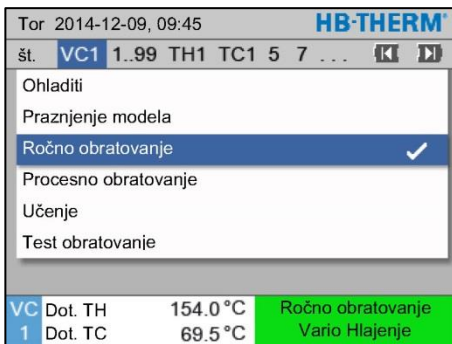 Tor 2014-12-09, 09:45 HB-THERM®
št. VC1 1..99 TH1 TC1 5 7 ...
Ohladiti
Praznjenje modela
Ročno obratovanje
Procesno obratovanje
Učenje
Test obratovanje
VC Dot. TH 154.0 °C Ročno obratovanje
1 Dot. TC 69.5 °C Vario Hlajenje